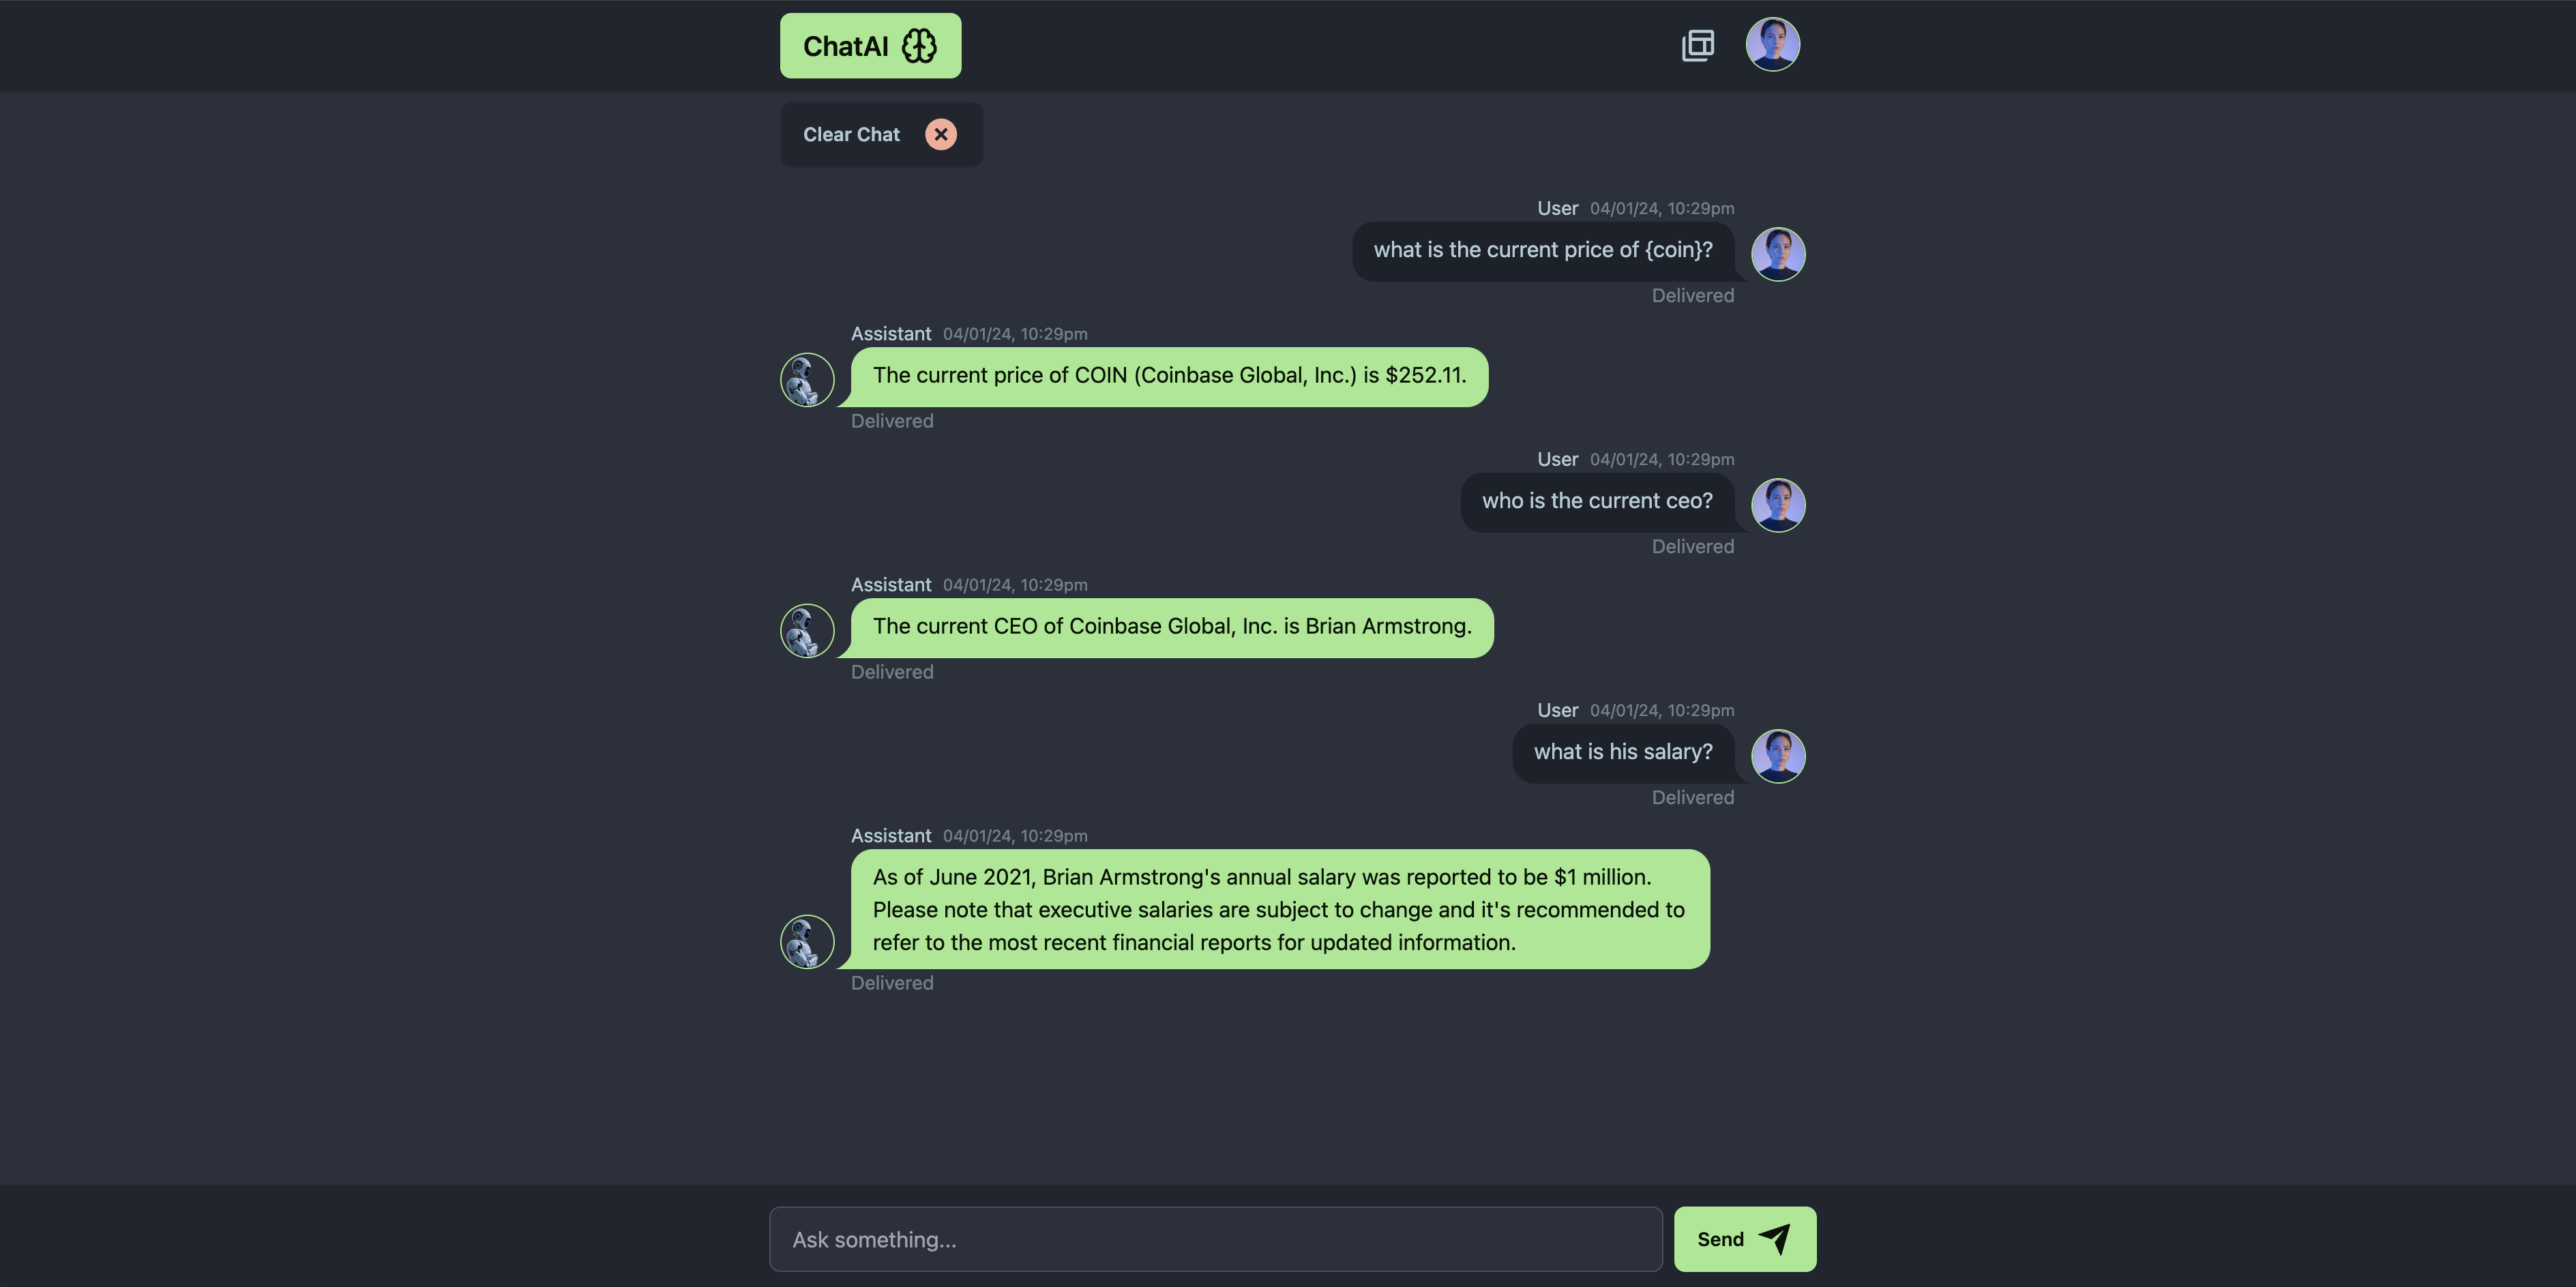 ChatAI
Clear Chat
User 04/01/24, 10:29pm
what is the current price of {coin}?
Delivered
Assistant 04/01/24, 10:29pm
The current price of COIN (Coinbase Global, Inc.) is $252.11.
Delivered
User 04/01/24, 10:29pm
who is the current ceo?
Delivered
Assistant 04/01/24, 10:29pm
The current CEO of Coinbase Global, Inc. is Brian Armstrong.
Delivered
User 04/01/24, 10:29pm
what is his salary?
Delivered
Assistant 04/01/24, 10:29pm
As of June 2021, Brian Armstrong's annual salary was reported to be $1 million.
Please note that executive salaries are subject to change and it's recommended to
refer to the most recent financial reports for updated information.
Delivered
Ask something...
Send